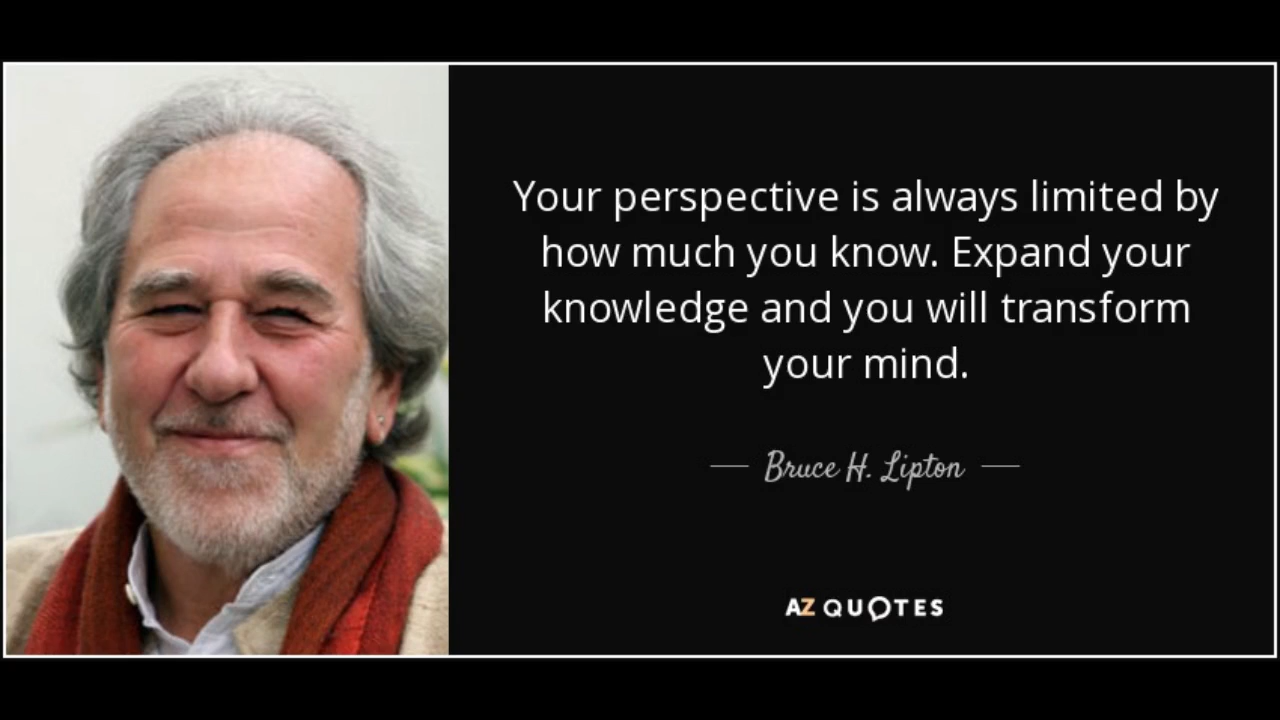 Your perspective is always limited by
how much you know. Expand your
knowledge and you will transform
your mind.
Bruce H. Lipton
AZ QUOTES